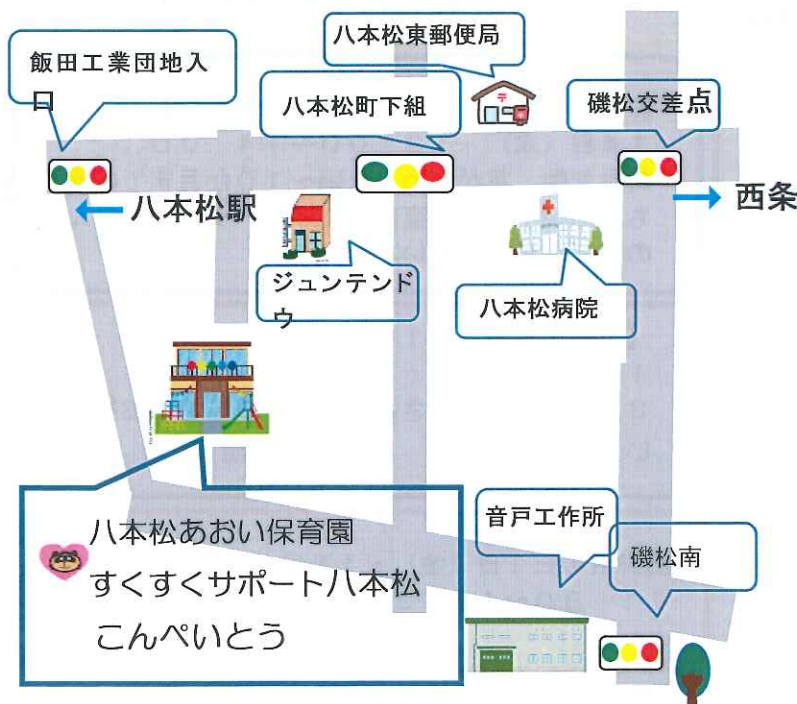 八本松東郵便局
飯田工業団地入
口
八本松町下組
磯松交差点
八本松駅
西条
ジュンテンド
ウ
八本松病院
八本松あおい保育園
すくすくサポート八本松
こんぺいとう
音戸工作所
磯松南